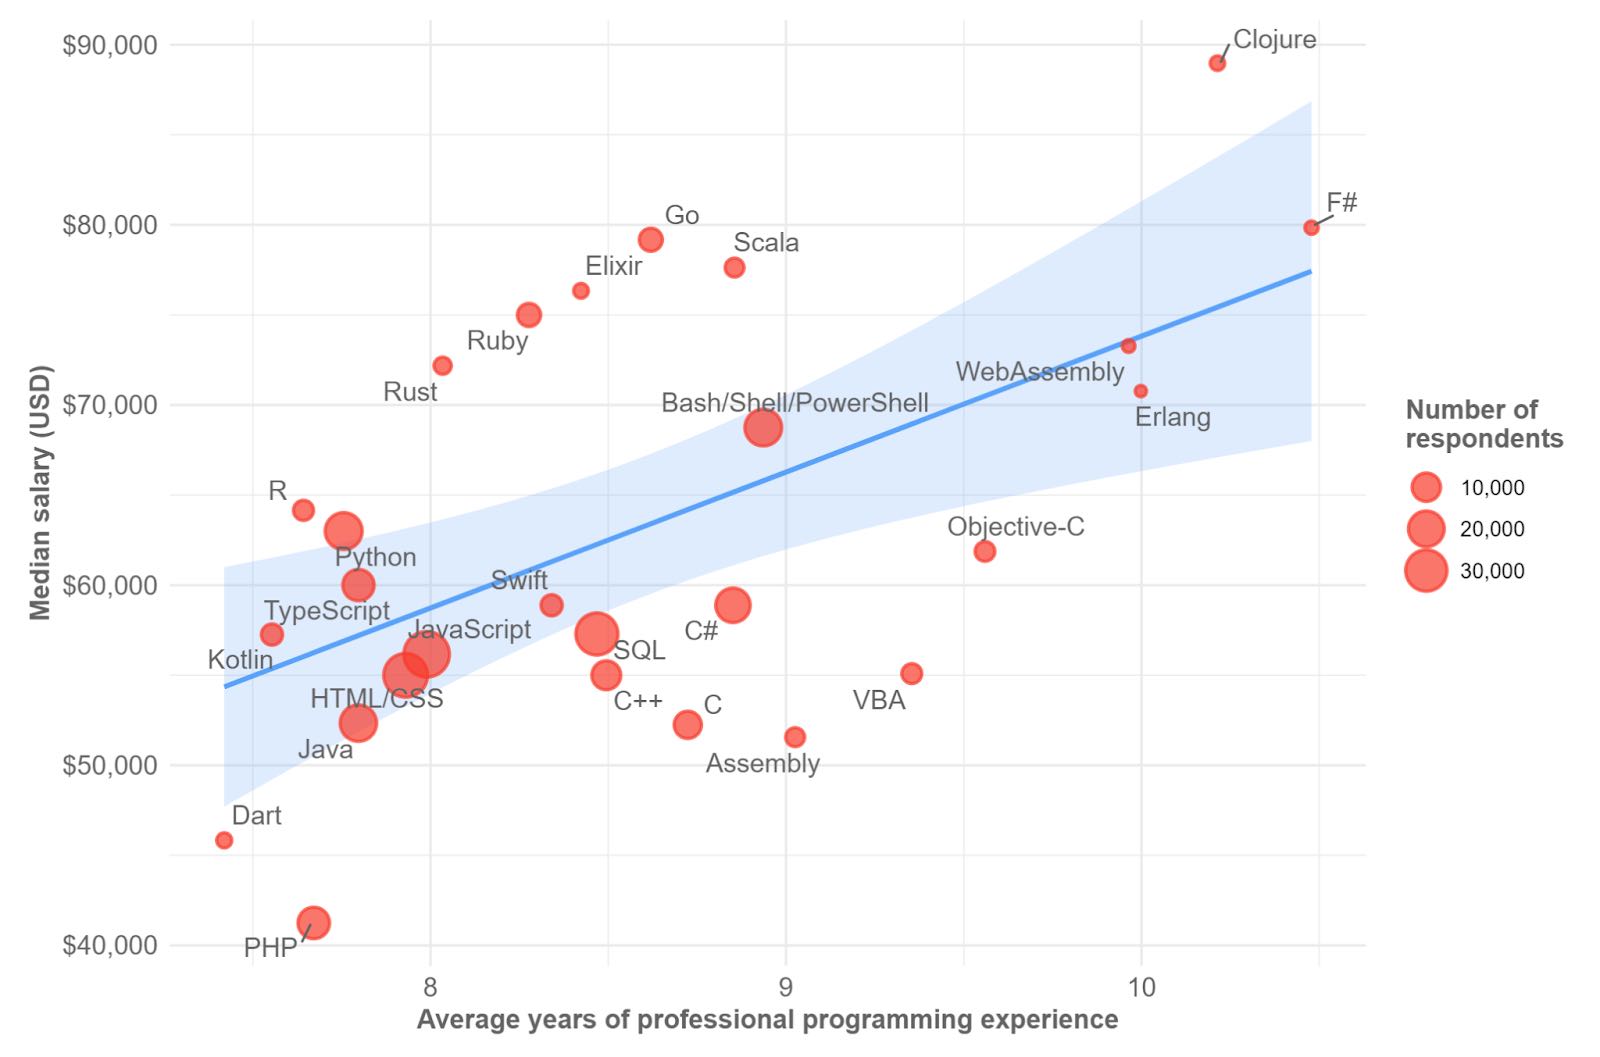 $90,000
Clojure
F#
$80,000
Go
Scala
Elixir
Ruby
Rust
WebAssembly
Bash/Shell/PowerShell
$70,000
Erlang
Number of
respondents
10,000
20,000
30,000
Median salary (USD)
R
Objective-C
Python
Swift
$60,000
TypeScript
JavaScript
C#
SQL
Kotlin
HTML/CSS
C++
C
VBA
Java
Assembly
$50,000
Dart
PHP
$40,000
8
9
10
Average years of professional programming experience